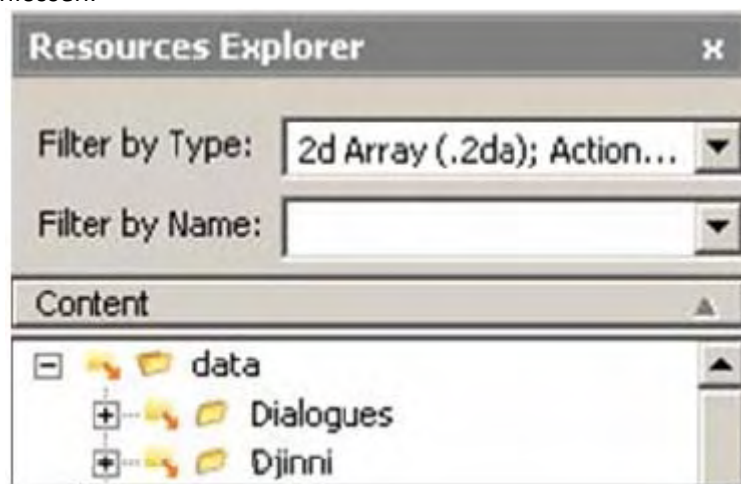 Resources Explorer x
Filter by Type: 2d Array (.2da); Action...
Filter by Name:
Content
data
Dialogues
Djinni